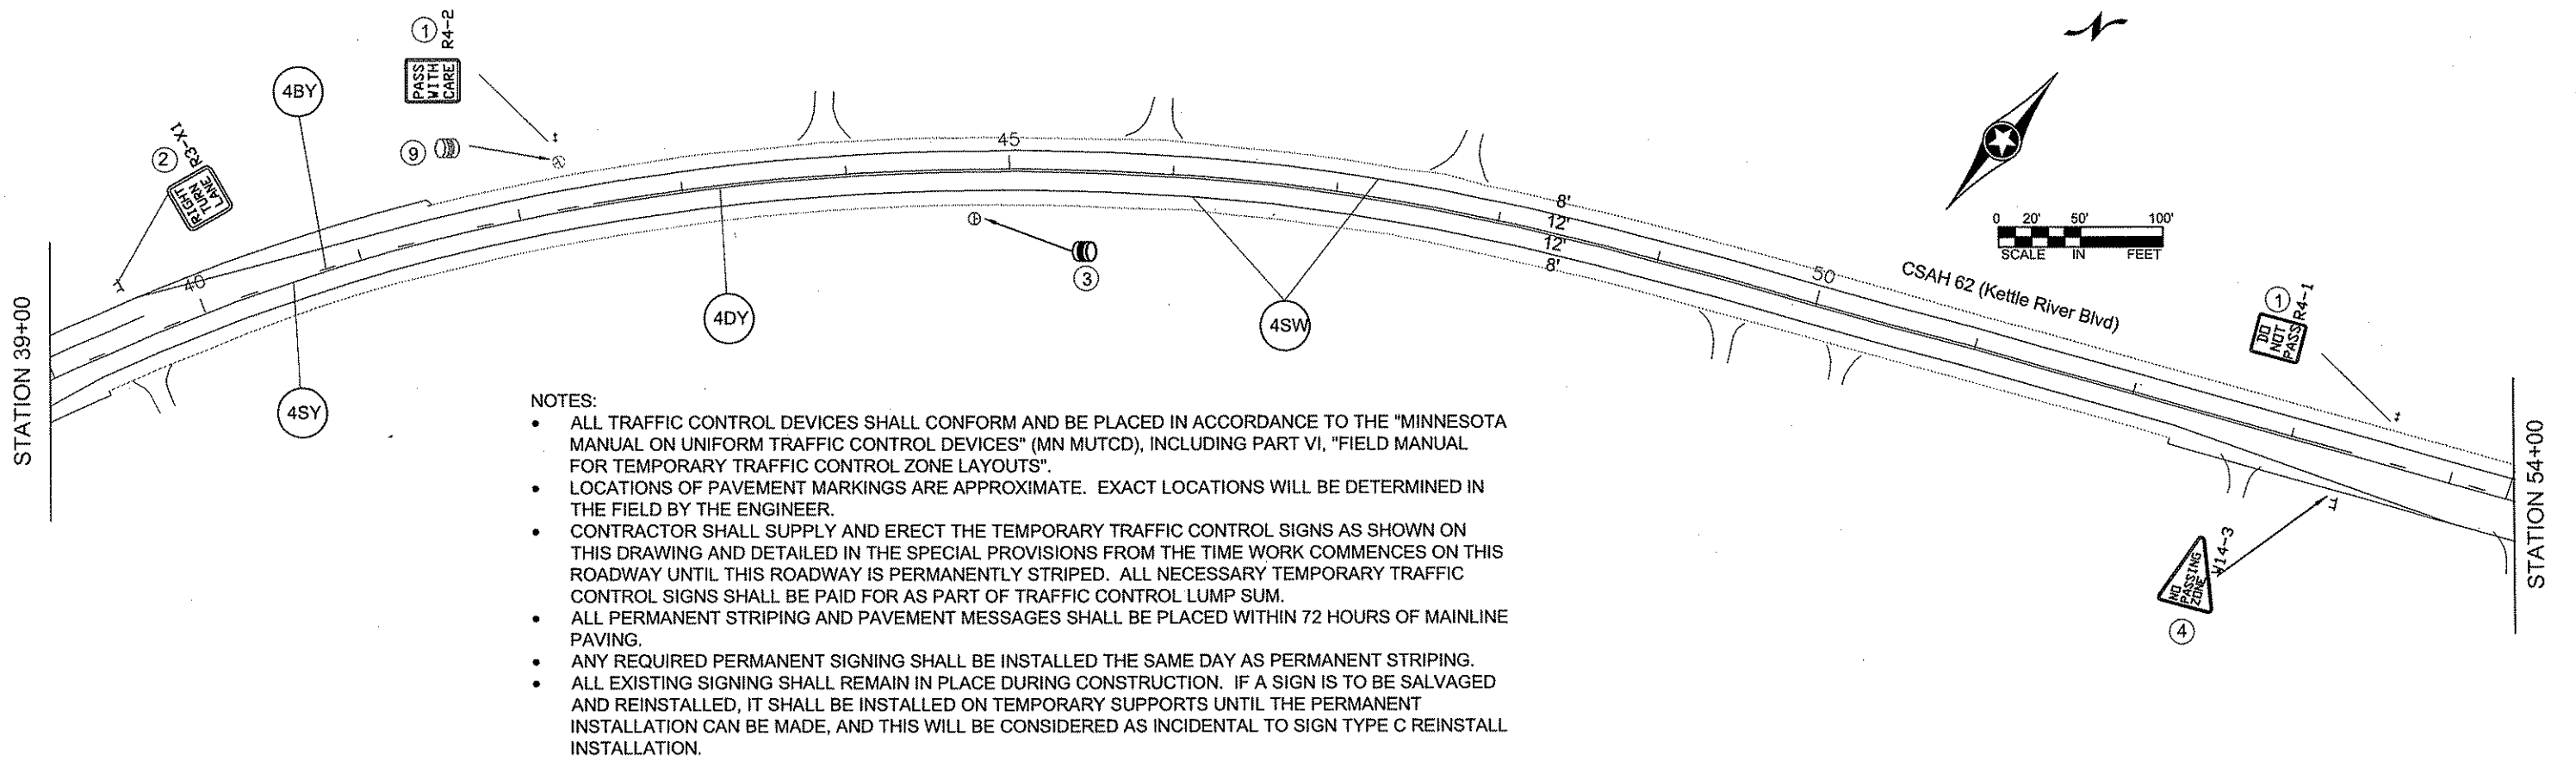 1
R4-2
PASS
WITH
CARE
4BY
2
R3-X1
RIGHT
TURN
LANE
9
45
40
8'
12'
12'
8'
N
0 20' 50' 100'
SCALE IN FEET
50
CSAH 62 (Kettle River Blvd)
1
R4-1
DO
NOT
PASS
3
4DY
4SW
4SY
STATION 39+00
STATION 54+00
NO
PASSING
ZONE
W14-3
4
NOTES:
• ALL TRAFFIC CONTROL DEVICES SHALL CONFORM AND BE PLACED IN ACCORDANCE TO THE "MINNESOTA
MANUAL ON UNIFORM TRAFFIC CONTROL DEVICES" (MN MUTCD), INCLUDING PART VI, "FIELD MANUAL
FOR TEMPORARY TRAFFIC CONTROL ZONE LAYOUTS".
• LOCATIONS OF PAVEMENT MARKINGS ARE APPROXIMATE. EXACT LOCATIONS WILL BE DETERMINED IN
THE FIELD BY THE ENGINEER.
• CONTRACTOR SHALL SUPPLY AND ERECT THE TEMPORARY TRAFFIC CONTROL SIGNS AS SHOWN ON
THIS DRAWING AND DETAILED IN THE SPECIAL PROVISIONS FROM THE TIME WORK COMMENCES ON THIS
ROADWAY UNTIL THIS ROADWAY IS PERMANENTLY STRIPED. ALL NECESSARY TEMPORARY TRAFFIC
CONTROL SIGNS SHALL BE PAID FOR AS PART OF TRAFFIC CONTROL LUMP SUM.
• ALL PERMANENT STRIPING AND PAVEMENT MESSAGES SHALL BE PLACED WITHIN 72 HOURS OF MAINLINE
PAVING.
• ANY REQUIRED PERMANENT SIGNING SHALL BE INSTALLED THE SAME DAY AS PERMANENT STRIPING.
• ALL EXISTING SIGNING SHALL REMAIN IN PLACE DURING CONSTRUCTION. IF A SIGN IS TO BE SALVAGED
AND REINSTALLED, IT SHALL BE INSTALLED ON TEMPORARY SUPPORTS UNTIL THE PERMANENT
INSTALLATION CAN BE MADE, AND THIS WILL BE CONSIDERED AS INCIDENTAL TO SIGN TYPE C REINSTALL
INSTALLATION.